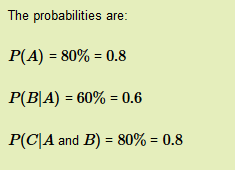 The probabilities are:
P(A) = 80% = 0.8
P(B|A) = 60% = 0.6
P(C|A and B) = 80% = 0.8